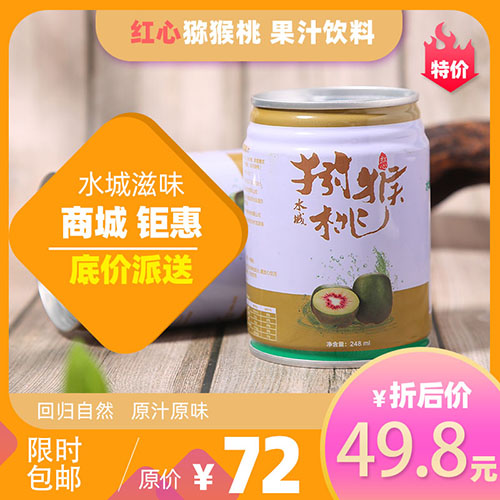 红心猕猴桃 果汁饮料
特价
水城滋味
商城 钜惠
底价派送
猕猴桃
水城
净含量：248 ml
回归自然 原汁原味
限时
包邮
原价 ¥72
¥折后价
49.8元